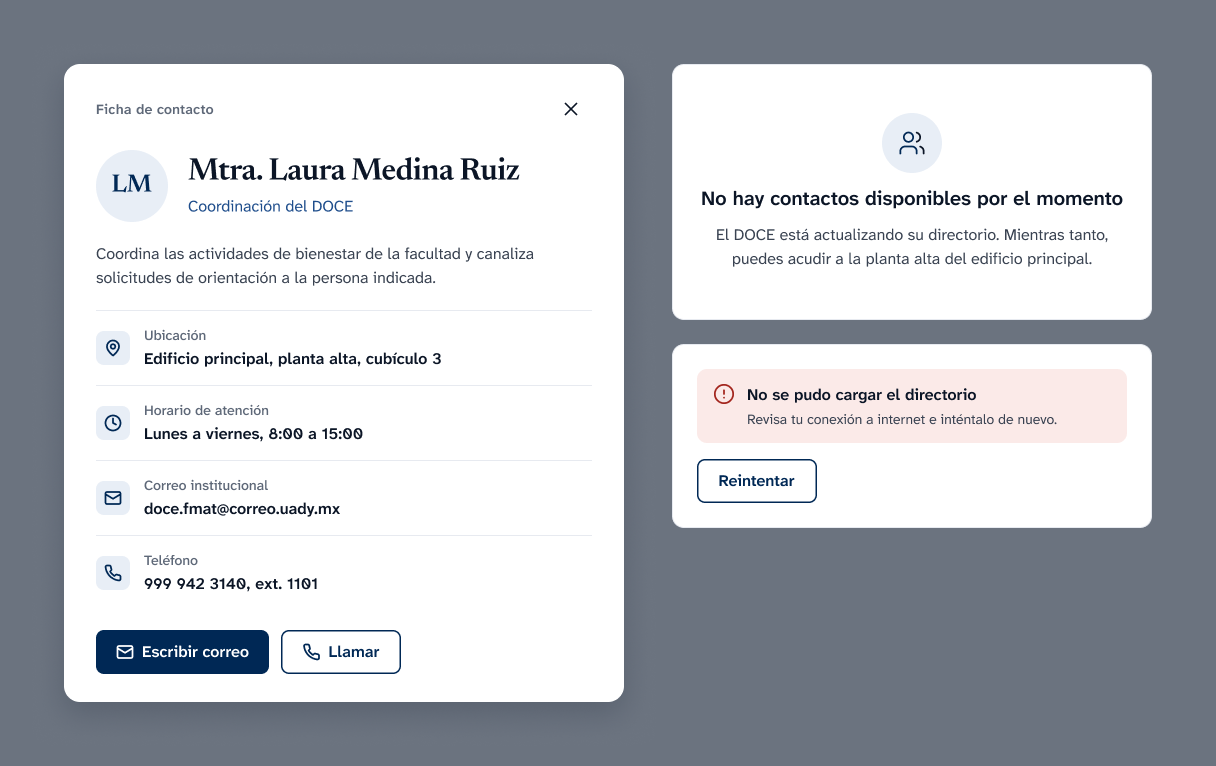 Ficha de contacto
LM
Mtra. Laura Medina Ruiz
Coordinación del DOCE
Coordina las actividades de bienestar de la facultad y canaliza
solicitudes de orientación a la persona indicada.
Ubicación
Edificio principal, planta alta, cubículo 3
Horario de atención
Lunes a viernes, 8:00 a 15:00
Correo institucional
doce.fmat@correo.uady.mx
Teléfono
999 942 3140, ext. 1101
Escribir correo
Llamar
No hay contactos disponibles por el momento
El DOCE está actualizando su directorio. Mientras tanto,
puedes acudir a la planta alta del edificio principal.
No se pudo cargar el directorio
Revisa tu conexión a internet e inténtalo de nuevo.
Reintentar